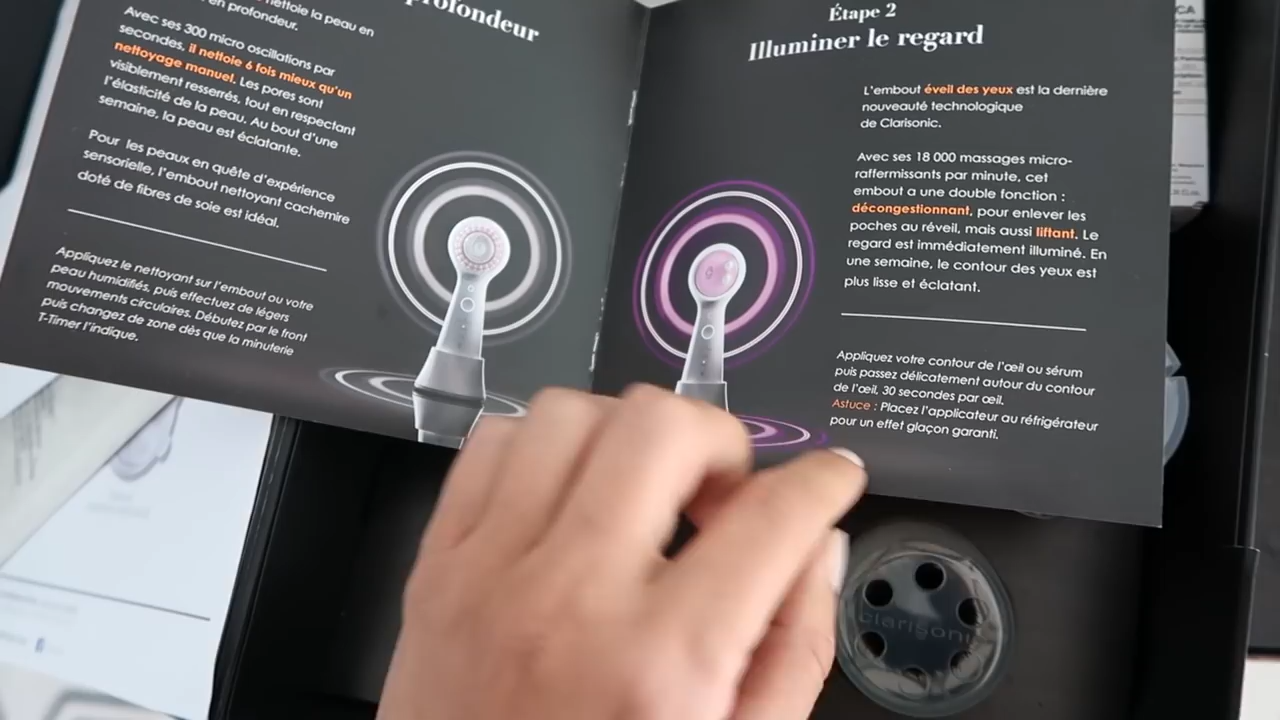 nettoie la peau en
en profondeur.
profondeur
Avec ses 300 micro oscillations par
secondes, il nettoie 6 fois mieux qu'un
nettoyage manuel. Les pores sont
visiblement resserrés, tout en respectant
l'élasticité de la peau. Au bout d'une
semaine, la peau est éclatante.
Pour les peaux en quête d'expérience
sensorielle, l'embout nettoyant cachemire
doté de fibres de soie est idéal.
Appliquez le nettoyant sur l'embout ou votre
peau humidifiés, puis effectuez de légers
mouvements circulaires. Débutez par le front
puis changez de zone dès que la minuterie
T-Timer l'indique.
Étape 2
Illuminer le regard
L'embout éveil des yeux est la dernière
nouveauté technologique
de Clarisonic.
Avec ses 18 000 massages micro-
raffermissants par minute, cet
embout a une double fonction :
décongestionnant, pour enlever les
poches au réveil, mais aussi liftant. Le
regard est immédiatement illuminé. En
une semaine, le contour des yeux est
plus lisse et éclatant.
Appliquez votre contour de l'œil ou sérum
puis passez délicatement autour du contour
de l'œil, 30 secondes par œil.
Astuce : Placez l'applicateur au réfrigérateur
pour un effet glaçon garanti.
clarisonic